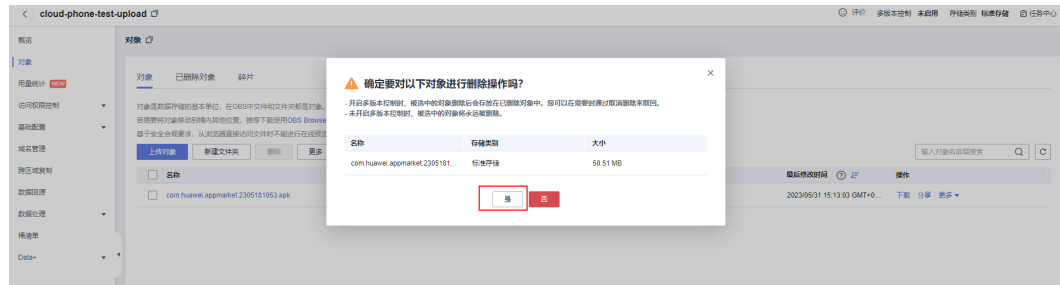 cloud-phone-test-upload
评价 多版本控制 未启用 存储类别 标准存储 任务中心
概览
对象
用量统计 NEW
访问权限控制
基础配置
域名管理
跨区域复制
数据回源
数据处理
桶清单
Data+
对象
对象 已删除对象 碎片
对象是数据存储的基本单位，在OBS中文件和文件夹都是对象。
若需要将对象移动到桶内其他位置，推荐下载使用OBS Browse
基于安全合规要求，从浏览器直接访问文件时不能进行在线预览
上传对象 新建文件夹 删除 更多
输入对象名前缀搜索
名称 最后修改时间 操作
com.huawei.appmarket.2305181053.apk 2023/05/31 15:13:03 GMT+0... 下载 分享 更多
确定要对以下对象进行删除操作吗?
- 开启多版本控制时，被选中的对象删除后会存放在已删除对象中，您可以在需要时通过取消删除来取回。
- 未开启多版本控制时，被选中的对象将永远被删除。
名称 存储类别 大小
com.huawei.appmarket.2305181... 标准存储 50.51 MB
是 否